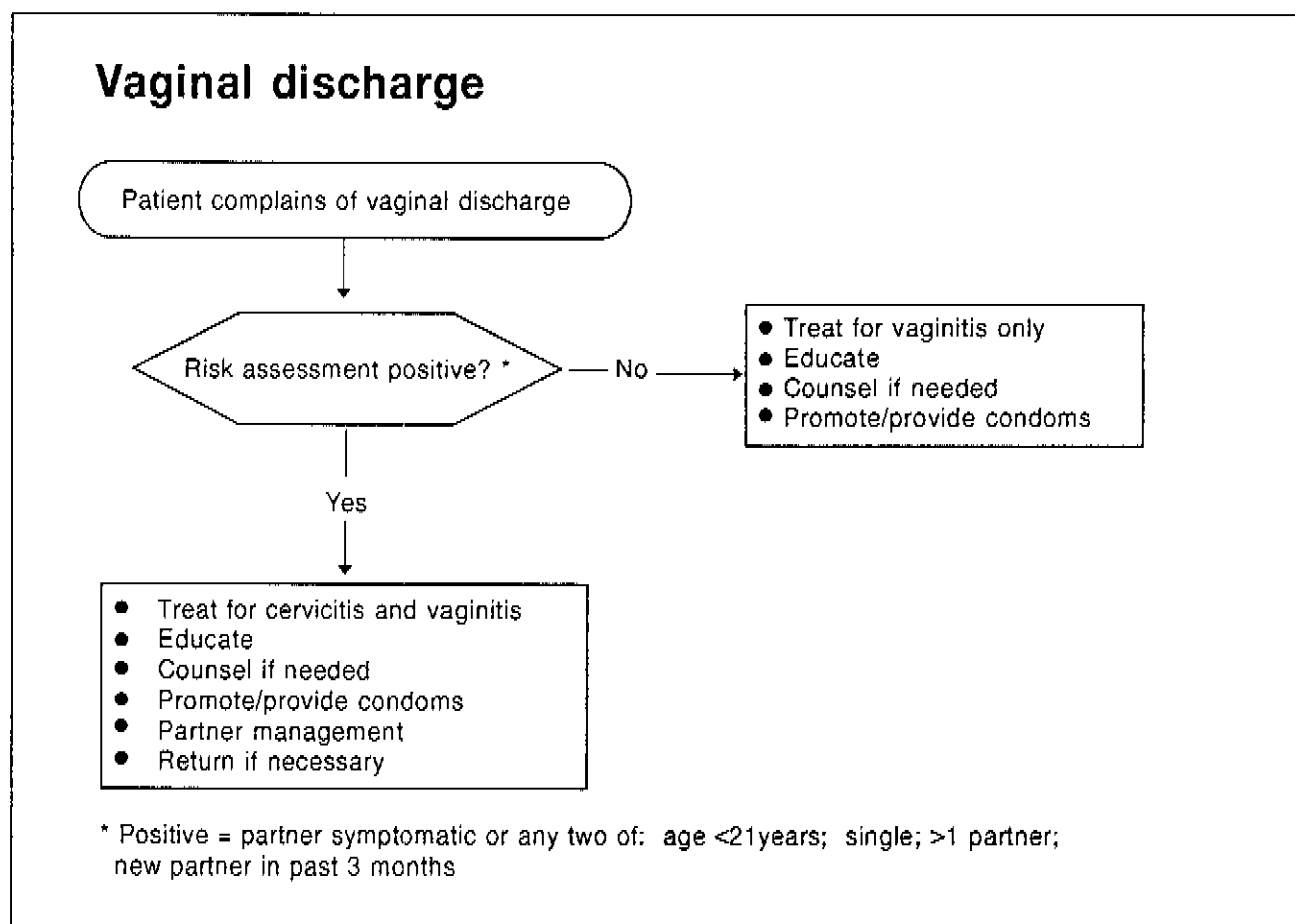 Vaginal discharge
Patient complains of vaginal discharge
Risk assessment positive? *
No
● Treat for vaginitis only
● Educate
● Counsel if needed
● Promote/provide condoms
Yes
● Treat for cervicitis and vaginitis
● Educate
● Counsel if needed
● Promote/provide condoms
● Partner management
● Return if necessary
* Positive = partner symptomatic or any two of: age <21years; single; >1 partner;
new partner in past 3 months